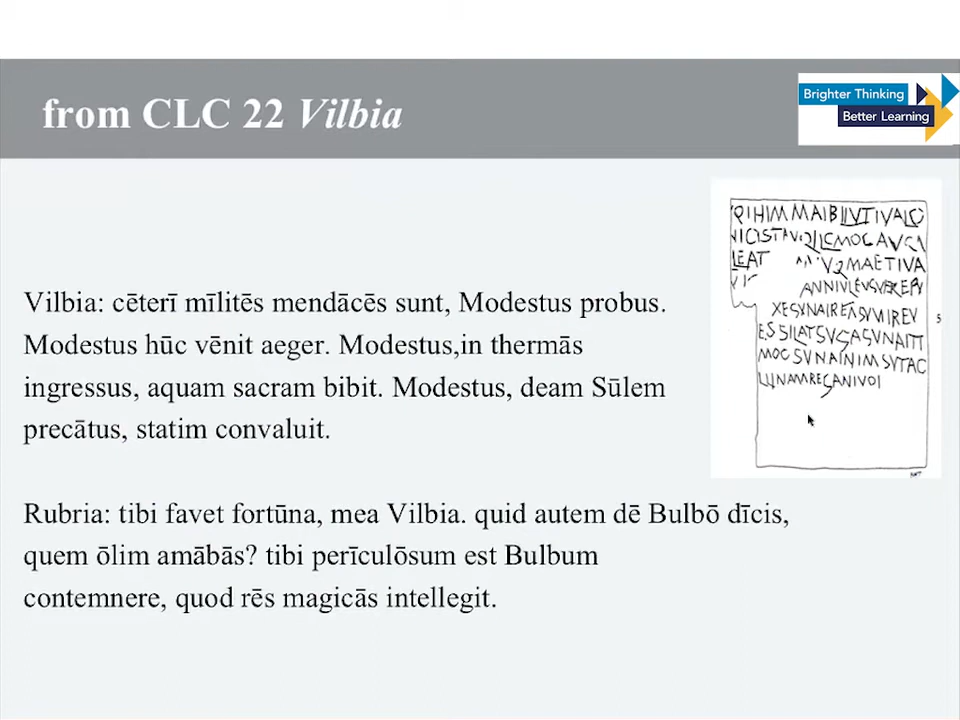 from CLC 22 Vilbia
Brighter Thinking
Better Learning
Vilbia: cēterī mīlitēs mendācēs sunt, Modestus probus.
Modestus hūc vēnit aeger. Modestus,in thermās
ingressus, aquam sacram bibit. Modestus, deam Sūlem
precātus, statim convaluit.
Rubria: tibi favet fortūna, mea Vilbia. quid autem dē Bulbō dīcis,
quem ōlim amābās? tibi perīculōsum est Bulbum
contemnere, quod rēs magicās intellegit.
5